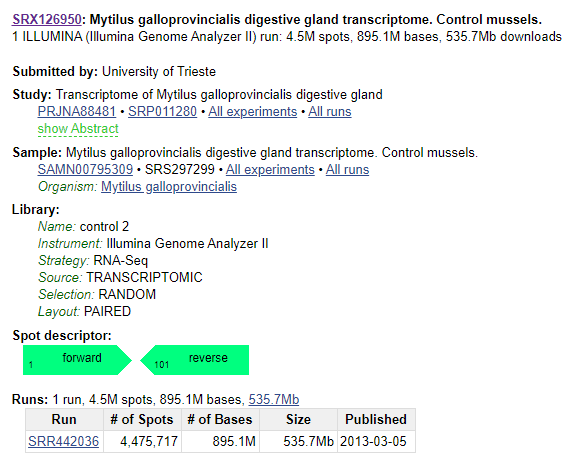 SRX126950: Mytilus galloprovincialis digestive gland transcriptome. Control mussels.
1 ILLUMINA (Illumina Genome Analyzer II) run: 4.5M spots, 895.1M bases, 535.7Mb downloads
Submitted by: University of Trieste
Study: Transcriptome of Mytilus galloprovincialis digestive gland
PRJNA88481 • SRP011280 • All experiments • All runs
show Abstract
Sample: Mytilus galloprovincialis digestive gland transcriptome. Control mussels.
SAMN00795309 • SRS297299 • All experiments • All runs
Organism: Mytilus galloprovincialis
Library:
Name: control 2
Instrument: Illumina Genome Analyzer II
Strategy: RNA-Seq
Source: TRANSCRIPTOMIC
Selection: RANDOM
Layout: PAIRED
Spot descriptor:
1 forward 101 reverse
Runs: 1 run, 4.5M spots, 895.1M bases, 535.7Mb
Run # of Spots # of Bases Size Published
SRR442036 4,475,717 895.1M 535.7Mb 2013-03-05